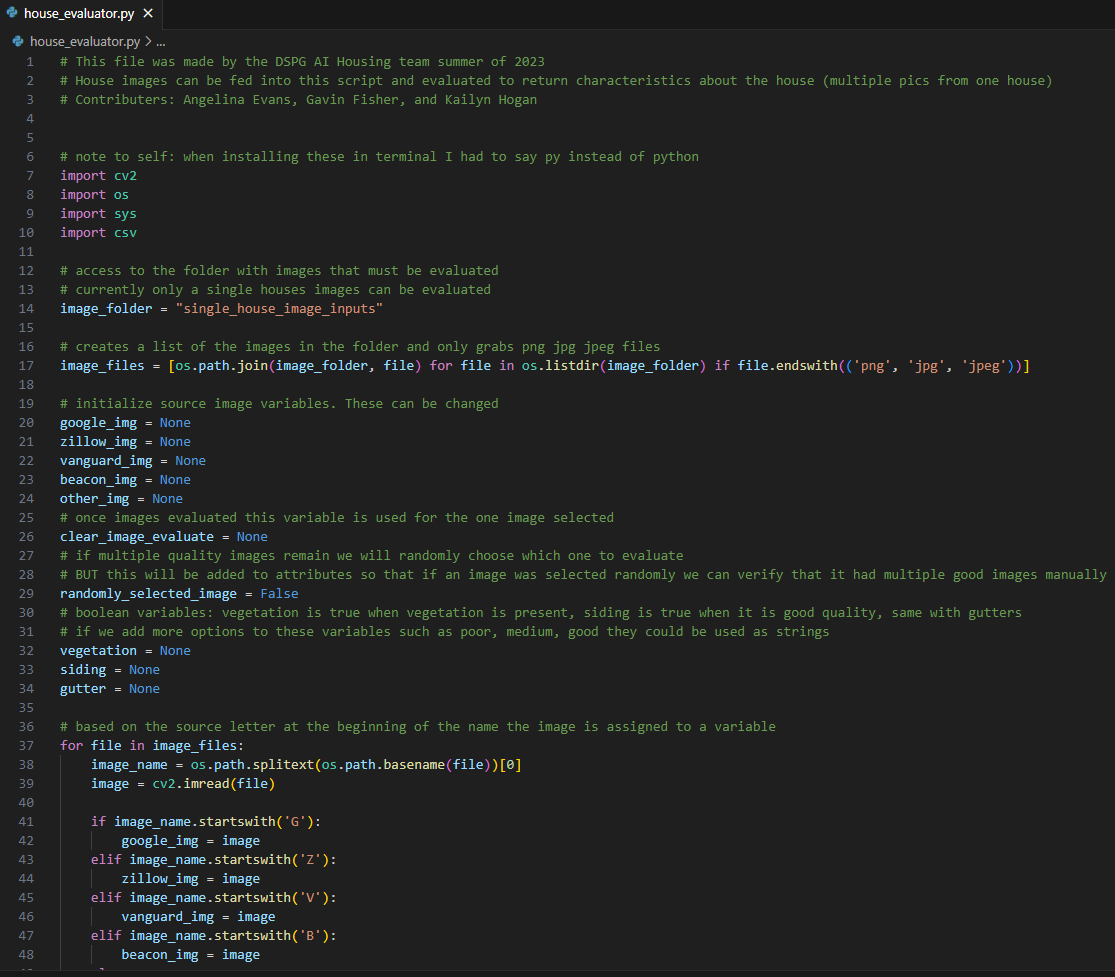 house_evaluator.py ×
house_evaluator.py > ...
1 # This file was made by the DSPG AI Housing team summer of 2023
2 # House images can be fed into this script and evaluated to return characteristics about the house (multiple pics from one house)
3 # Contributers: Angelina Evans, Gavin Fisher, and Kailyn Hogan
4
5
6 # note to self: when installing these in terminal I had to say py instead of python
7 import cv2
8 import os
9 import sys
10 import csv
11
12 # access to the folder with images that must be evaluated
13 # currently only a single houses images can be evaluated
14 image_folder = "single_house_image_inputs"
15
16 # creates a list of the images in the folder and only grabs png jpg jpeg files
17 image_files = [os.path.join(image_folder, file) for file in os.listdir(image_folder) if file.endswith(('png', 'jpg', 'jpeg'))]
18
19 # initialize source image variables. These can be changed
20 google_img = None
21 zillow_img = None
22 vanguard_img = None
23 beacon_img = None
24 other_img = None
25 # once images evaluated this variable is used for the one image selected
26 clear_image_evaluate = None
27 # if multiple quality images remain we will randomly choose which one to evaluate
28 # BUT this will be added to attributes so that if an image was selected randomly we can verify that it had multiple good images manually
29 randomly_selected_image = False
30 # boolean variables: vegetation is true when vegetation is present, siding is true when it is good quality, same with gutters
31 # if we add more options to these variables such as poor, medium, good they could be used as strings
32 vegetation = None
33 siding = None
34 gutter = None
35
36 # based on the source letter at the beginning of the name the image is assigned to a variable
37 for file in image_files:
38     image_name = os.path.splitext(os.path.basename(file))[0]
39     image = cv2.imread(file)
40
41     if image_name.startswith('G'):
42         google_img = image
43     elif image_name.startswith('Z'):
44         zillow_img = image
45     elif image_name.startswith('V'):
46         vanguard_img = image
47     elif image_name.startswith('B'):
48         beacon_img = image